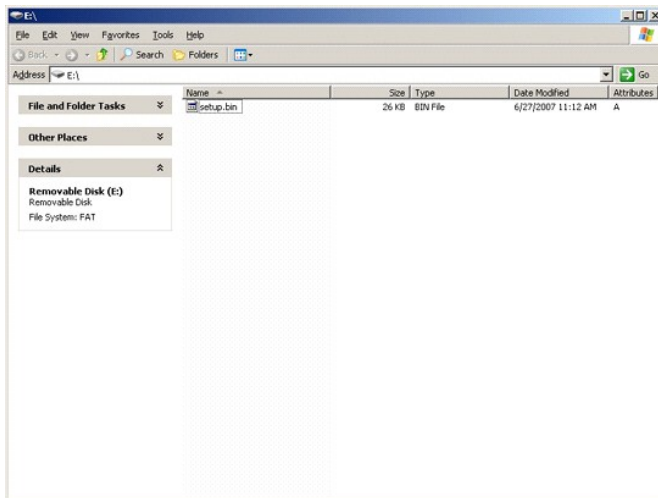 E:\
File Edit View Favorites Tools Help
Back Search Folders
Address E:\ Go
Name Size Type Date Modified Attributes
setup.bin 26 KB BIN File 6/27/2007 11:12 AM A
File and Folder Tasks
Other Places
Details
Removable Disk (E:)
Removable Disk
File System: FAT